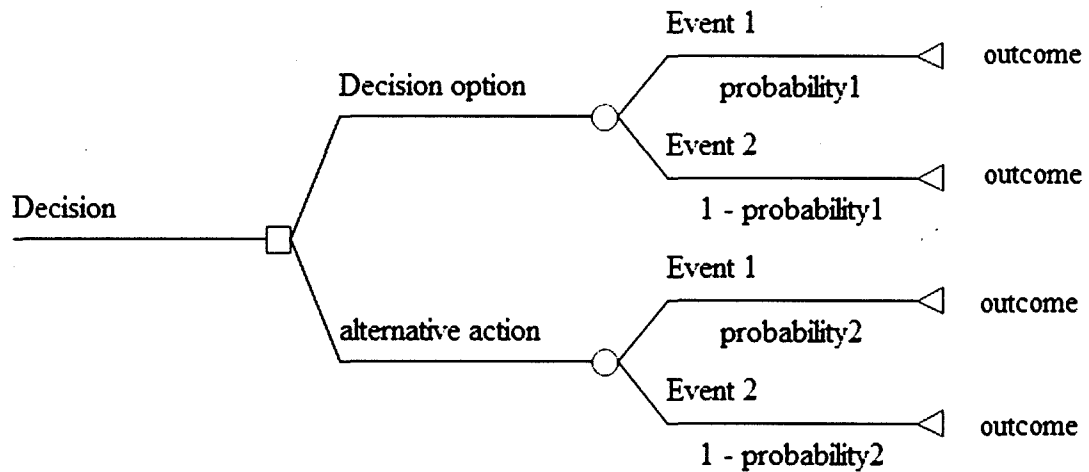 Event 1
outcome
probability1
Decision option
Event 2
outcome
1 - probability1
Decision
Event 1
outcome
probability2
alternative action
Event 2
outcome
1 - probability2